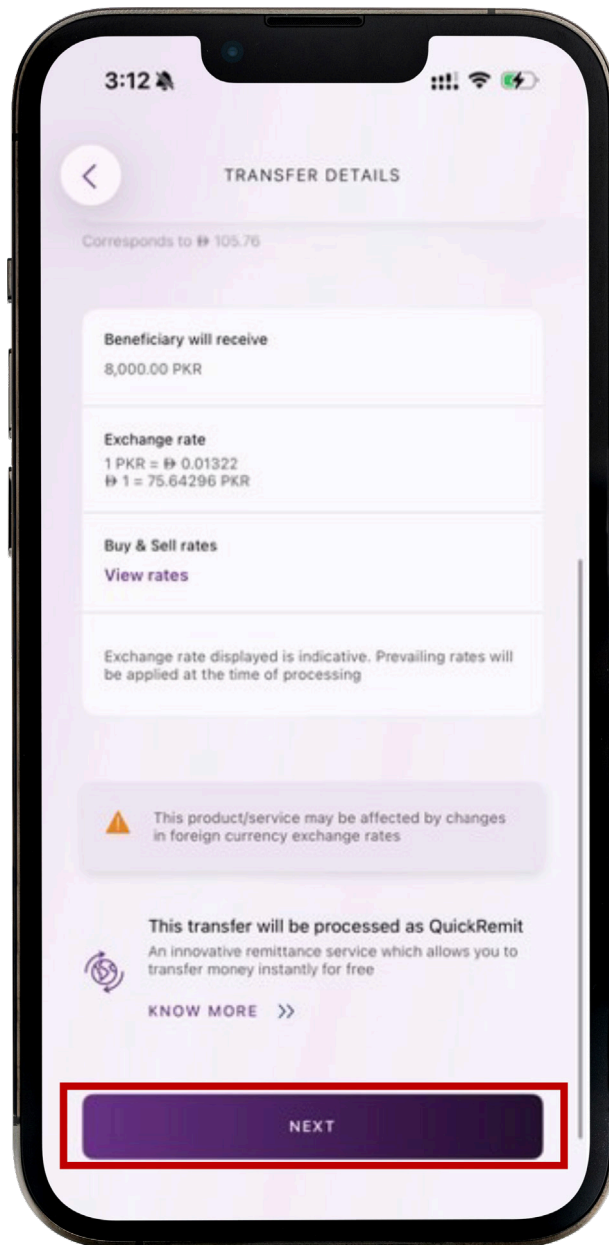 3:12
TRANSFER DETAILS
Corresponds to 105.76
Beneficiary will receive
8,000.00 PKR
Exchange rate
1 PKR = 0.01322
1 = 75.64296 PKR
Buy & Sell rates
View rates
Exchange rate displayed is indicative. Prevailing rates will
be applied at the time of processing
This product/service may be affected by changes
in foreign currency exchange rates
This transfer will be processed as QuickRemit
An innovative remittance service which allows you to
transfer money instantly for free
KNOW MORE >>
NEXT